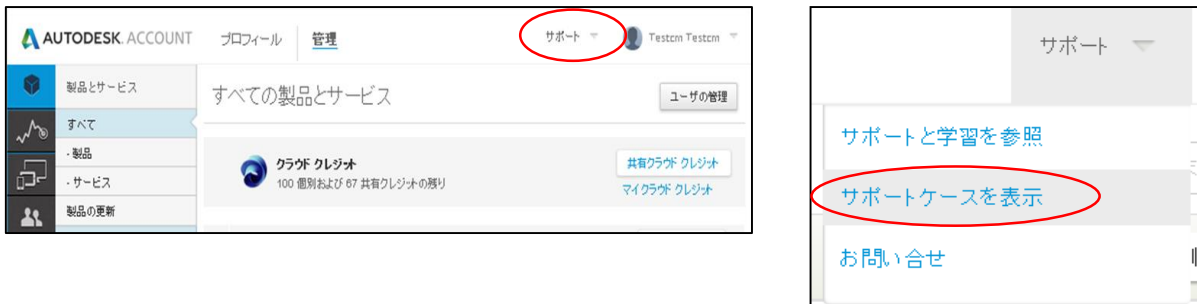 AUTODESK. ACCOUNT プロフィール 管理 サポート Testcm Testcm
製品とサービス
すべて
・製品
・サービス
製品の更新
すべての製品とサービス
ユーザの管理
クラウド クレジット
100 個別および 67 共有クレジットの残り
共有クラウド クレジット
マイクラウド クレジット
サポート
サポートと学習を参照
サポートケースを表示
お問い合せ